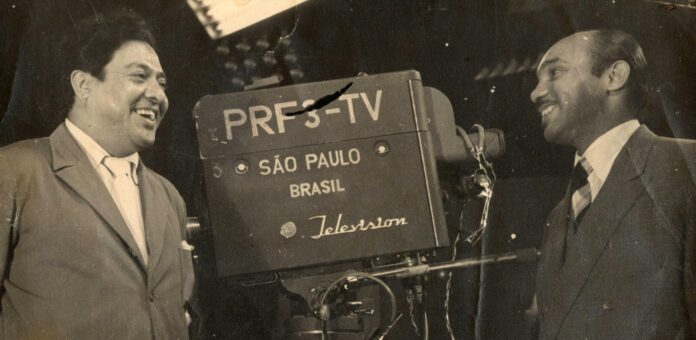 PRF3-TV
SÃO PAULO
BRASIL
Television